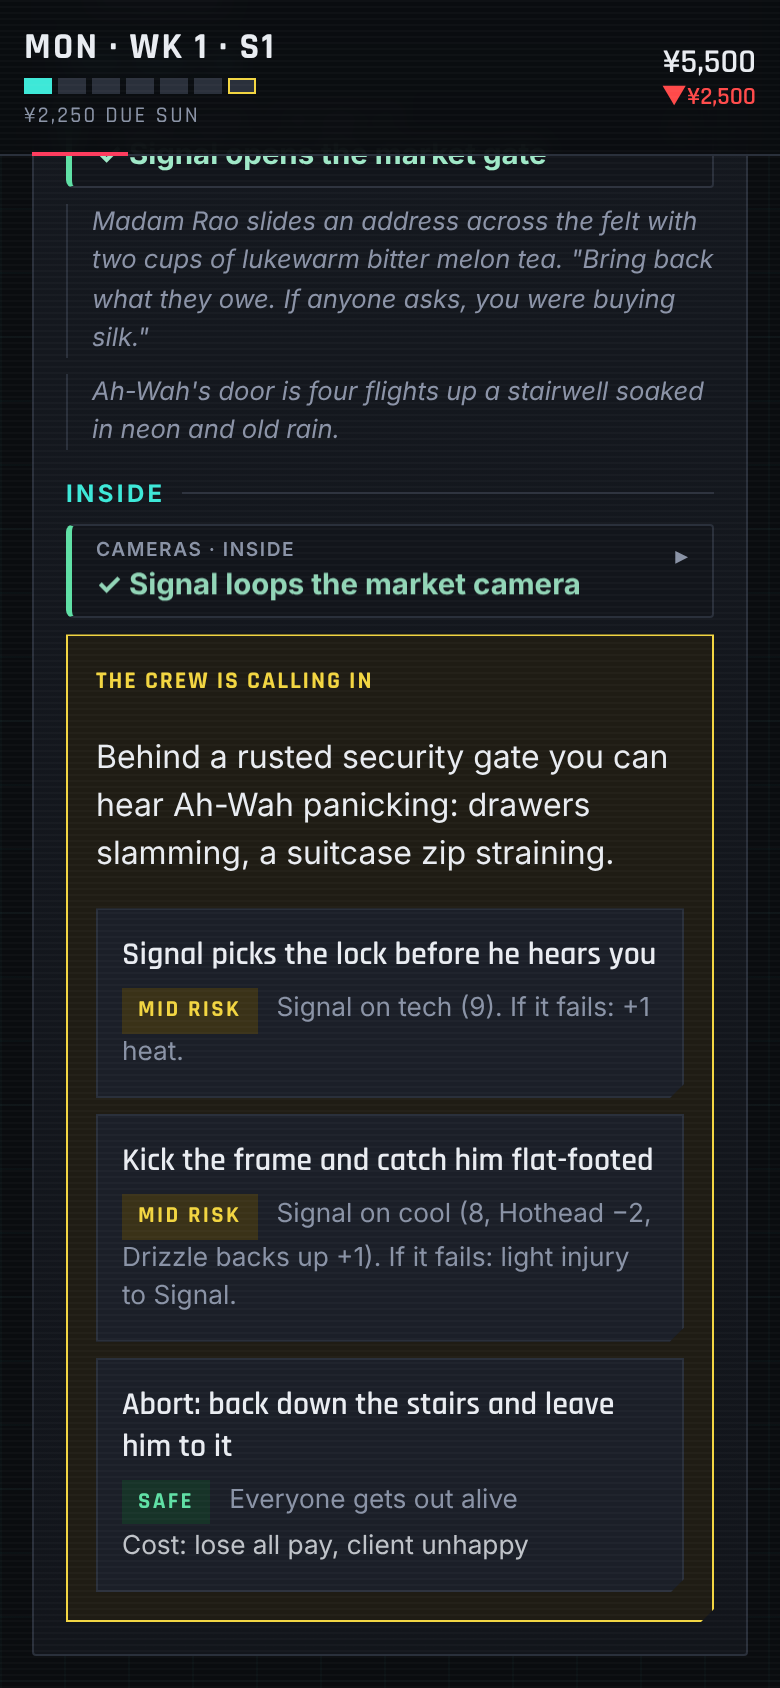 MON · WK 1 · S1
¥5,500
¥2,250 DUE SUN
▼¥2,500
✓ Signal opens the market gate
Madam Rao slides an address across the felt with
two cups of lukewarm bitter melon tea. "Bring back
what they owe. If anyone asks, you were buying
silk."
Ah-Wah's door is four flights up a stairwell soaked
in neon and old rain.
INSIDE
CAMERAS · INSIDE
▶
✓ Signal loops the market camera
THE CREW IS CALLING IN
Behind a rusted security gate you can
hear Ah-Wah panicking: drawers
slamming, a suitcase zip straining.
Signal picks the lock before he hears you
MID RISK Signal on tech (9). If it fails: +1
heat.
Kick the frame and catch him flat-footed
MID RISK Signal on cool (8, Hothead −2,
Drizzle backs up +1). If it fails: light injury
to Signal.
Abort: back down the stairs and leave
him to it
SAFE Everyone gets out alive
Cost: lose all pay, client unhappy